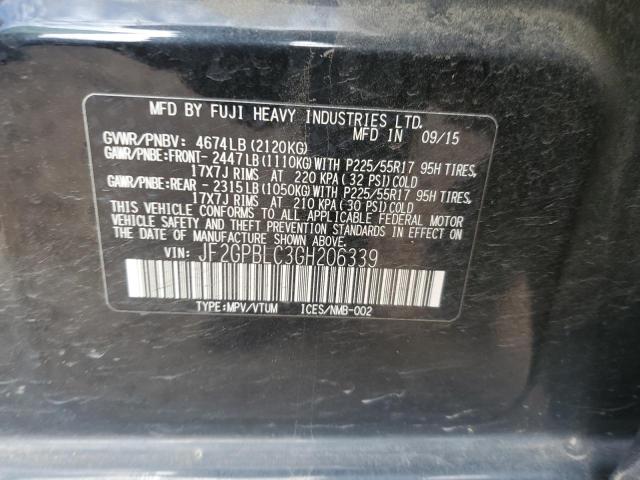 MFD BY FUJI HEAVY INDUSTRIES LTD.
MFD IN 09/15
GVWR/PNBV: 4674LB(2120KG)
GAWR/PNBE:FRONT-2447LB(1110KG)WITH P225/55R17 95H TIRES,
17X7J RIMS AT 220 KPA(32 PSI)COLD
GAWR/PNBE:REAR -2315LB(1050KG)WITH P225/55R17 95H TIRES,
17X7J RIMS AT 210 KPA(30 PSI)COLD
THIS VEHICLE CONFORMS TO ALL APPLICABLE FEDERAL MOTOR
VEHICLE SAFETY AND THEFT PREVENTION STANDARDS IN EFFECT ON
THE DATE OF MANUFACTURE SHOWN ABOVE.
VIN: JF2GPBLC3GH206339
TYPE:MPV/VTUM ICES/NMB-002